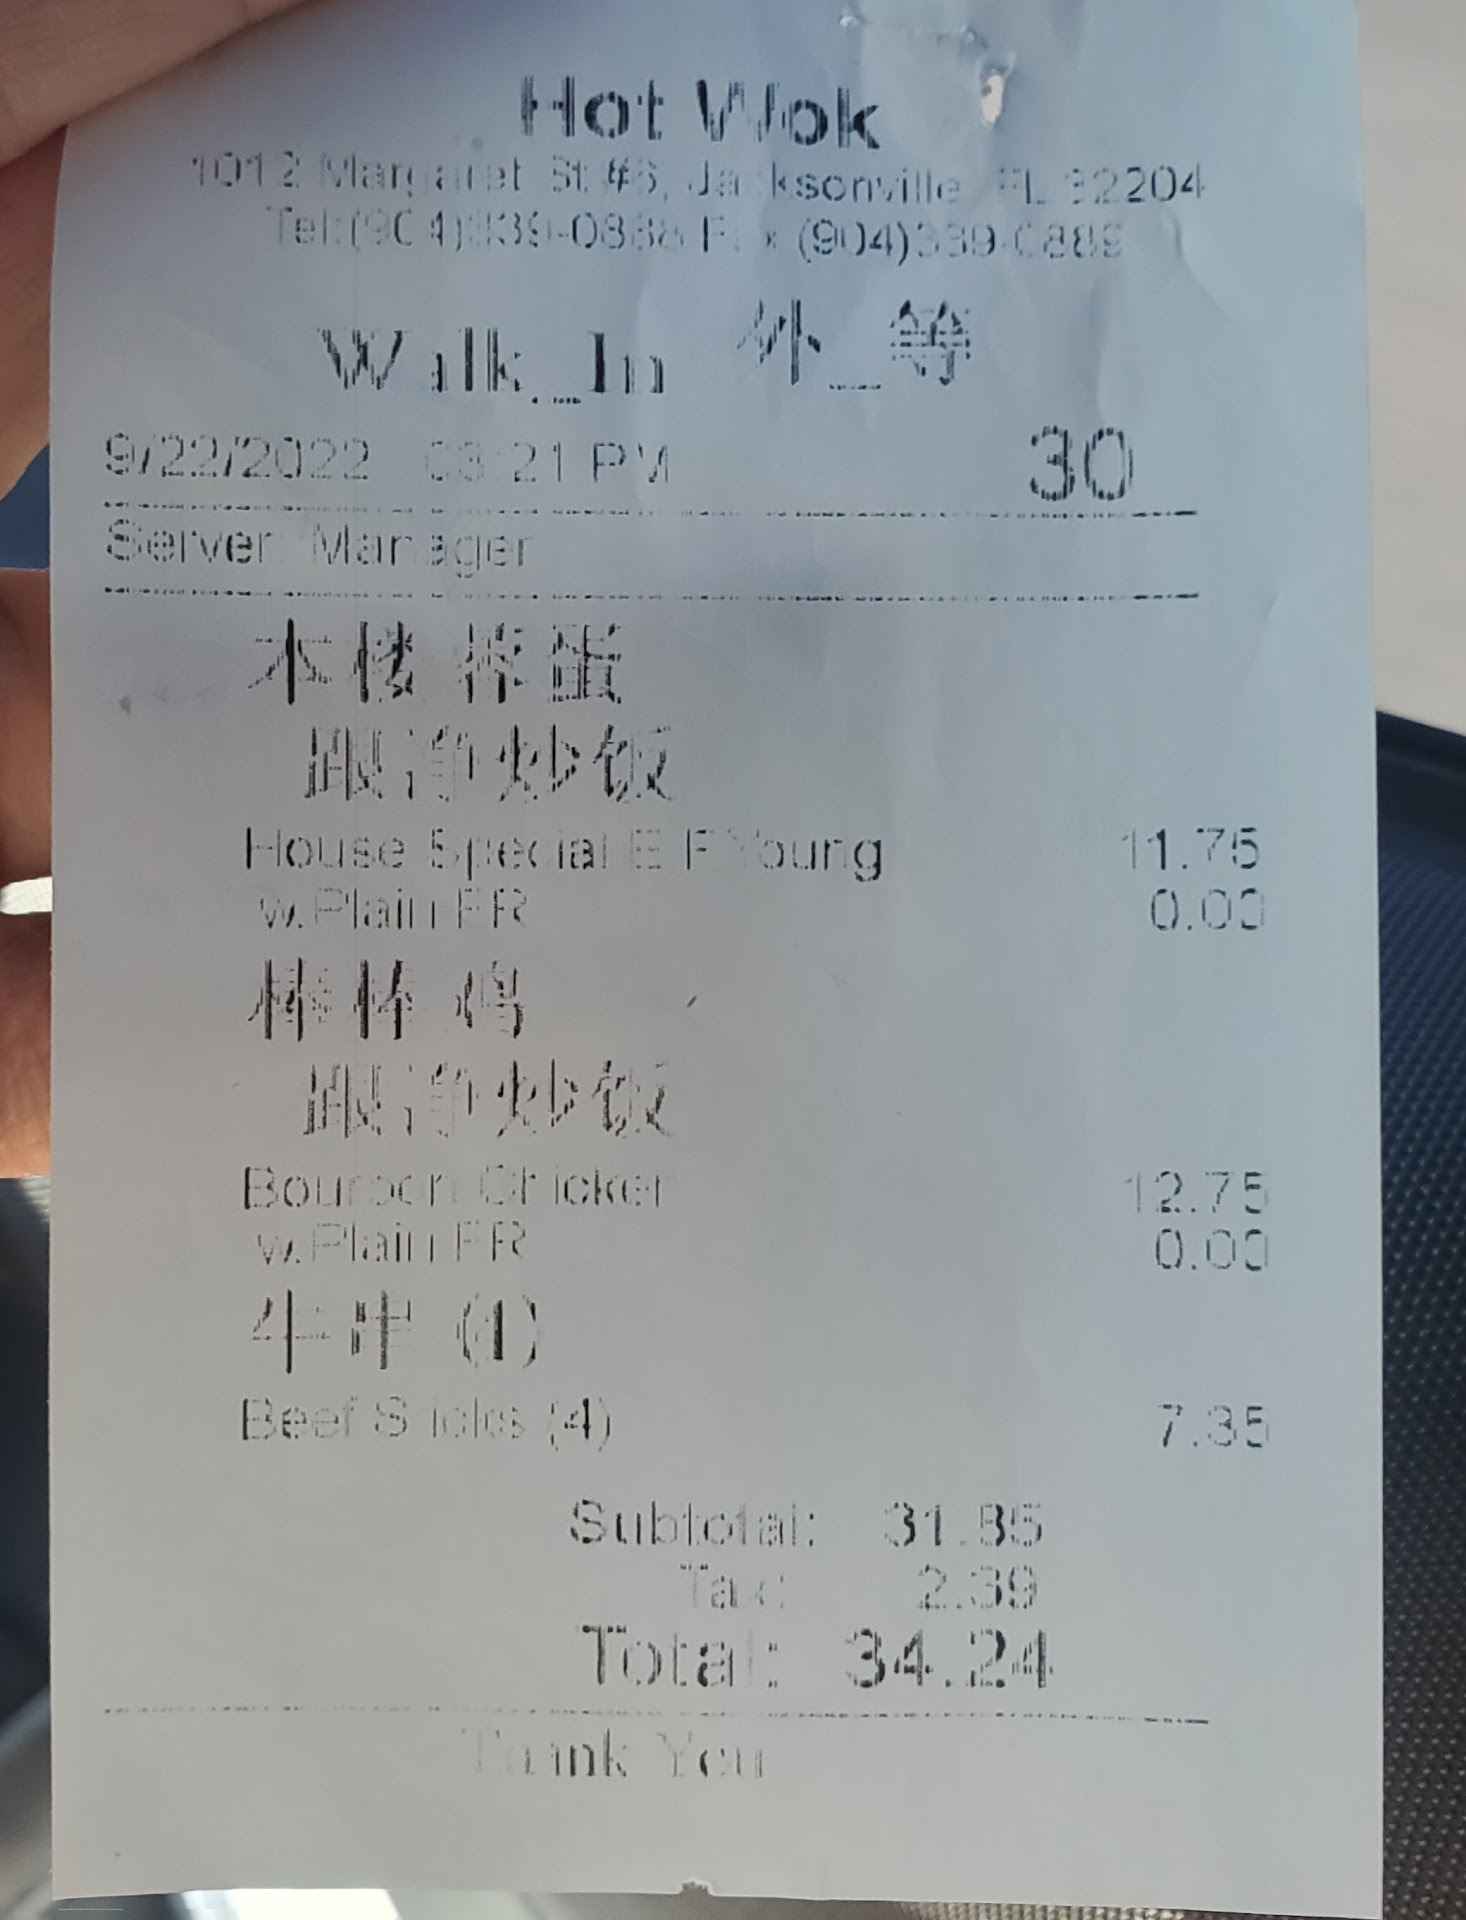 Hot Wok
1012 Margaret St #6, Jacksonville, FL 32204
Tel:(904)339-0888 Fax (904)339-0889
Walk_In 外_等
9/22/2022 03:21 PM 30
Server: Manager
本楼 蓉蛋
跟净炒饭
House Special E F Young 11.75
w.Plain FR 0.00
棒棒 鸡
跟净炒饭
Bourbon Chicken 12.75
w.Plain FR 0.00
牛串 (4)
Beef Sticks (4) 7.35
Subtotal: 31.85
Tax: 2.39
Total: 34.24
Thank You